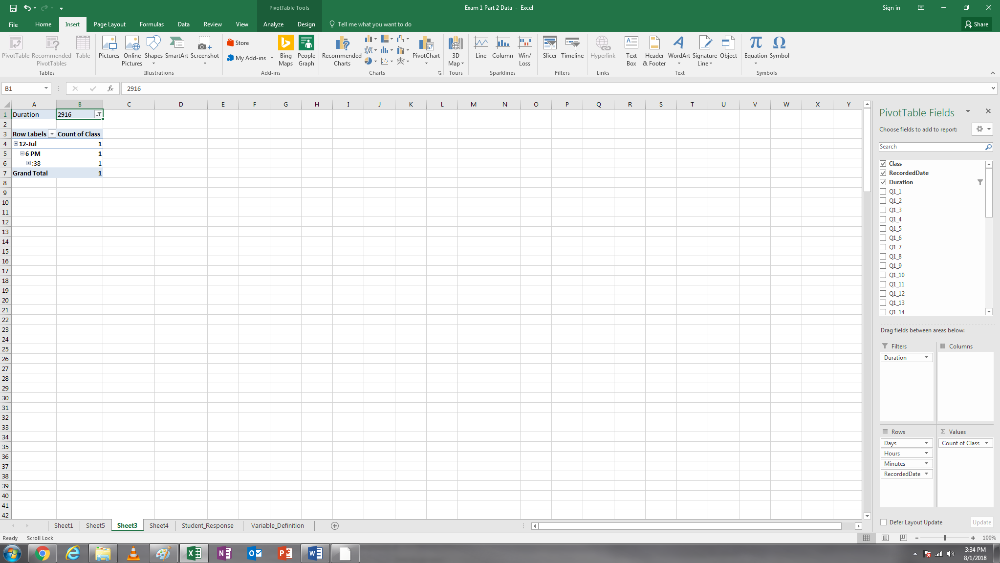 PivotTable Tools
Exam 1 Part 2 Data - Excel
Sign in
File Home Insert Page Layout Formulas Data Review View Analyze Design Tell me what you want to do Share
PivotTable
Recommended PivotTables
Table
Tables
Pictures
Online Pictures
Shapes
SmartArt
Screenshot
Illustrations
Store
My Add-ins
Bing Maps
People Graph
Add-ins
Recommended Charts
PivotChart
Charts
3D Map
Tours
Line
Column
Win/ Loss
Sparklines
Slicer
Timeline
Filters
Hyperlink
Links
Text Box
Header & Footer
WordArt
Signature Line
Object
Text
Equation
Symbol
Symbols
B1
fx
2916
A B C D E F G H I J K L M N O P Q R S T U V W X Y
1 Duration 2916
2
3 Row Labels Count of Class
4 12-Jul 1
5 6 PM 1
6 :38 1
7 Grand Total 1
8
9
10
11
12
13
14
15
16
17
18
19
20
21
22
23
24
25
26
27
28
29
30
31
32
33
34
35
36
37
38
39
40
41
42
PivotTable Fields
Choose fields to add to report:
Search
Class
RecordedDate
Duration
Q1_1
Q1_2
Q1_3
Q1_4
Q1_5
Q1_6
Q1_7
Q1_8
Q1_9
Q1_10
Q1_11
Q1_12
Q1_13
Q1_14
Drag fields between areas below:
Filters
Columns
Duration
Rows
Σ Values
Days
Count of Class
Hours
Minutes
RecordedDate
Defer Layout Update
Update
Sheet1 Sheet5 Sheet3 Sheet4 Student_Response Variable_Definition
Ready Scroll Lock
100%
3:34 PM
8/1/2018